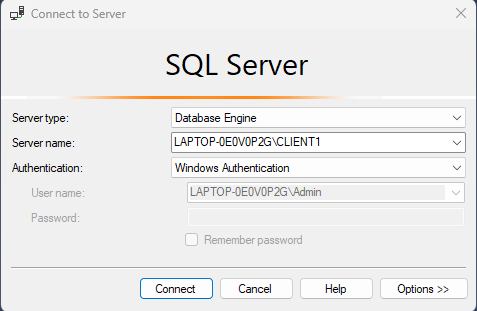 Connect to Server
SQL Server
Server type: Database Engine
Server name: LAPTOP-0E0V0P2G\CLIENT1
Authentication: Windows Authentication
User name: LAPTOP-0E0V0P2G\Admin
Password:
Remember password
Connect Cancel Help Options >>